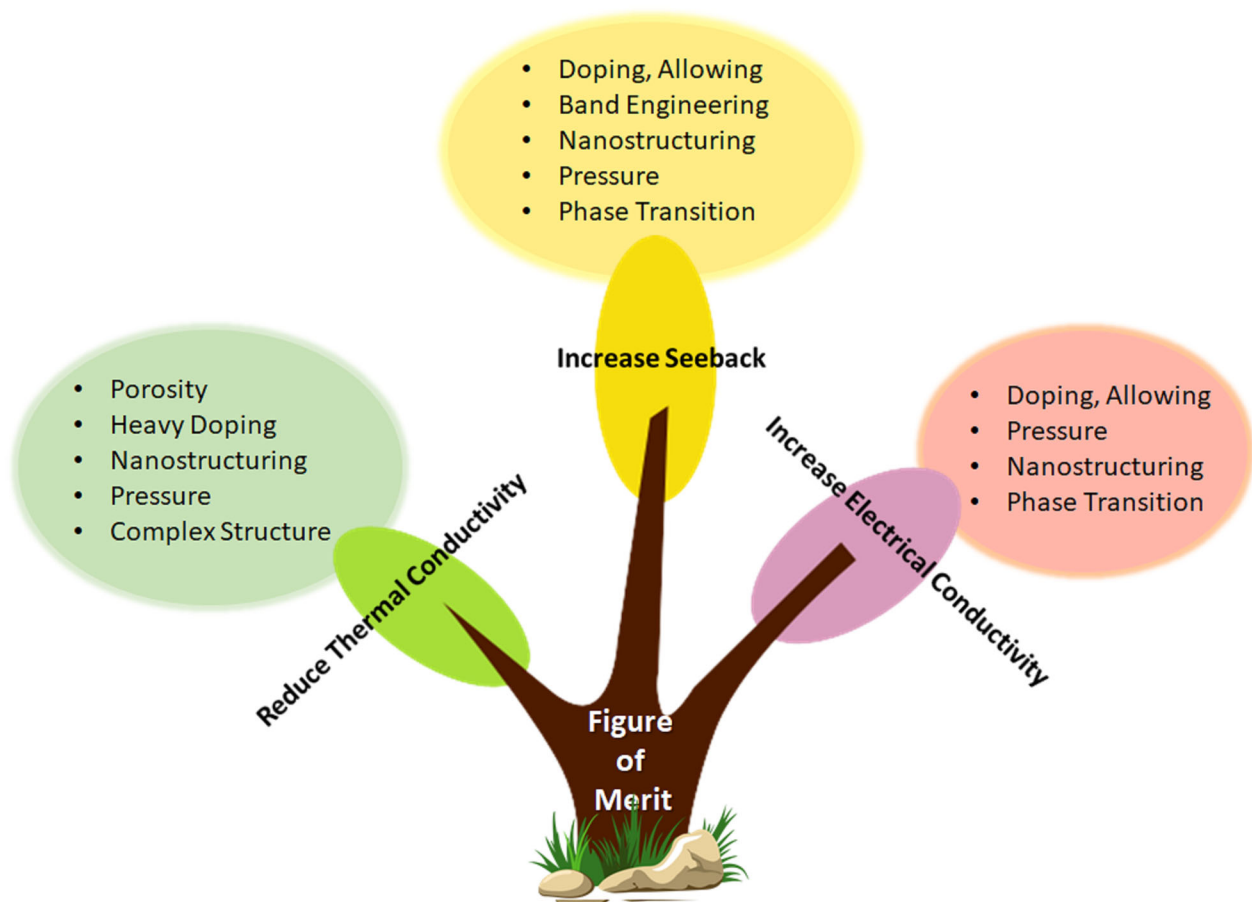 • Doping, Allowing
• Band Engineering
• Nanostructuring
• Pressure
• Phase Transition
Increase Seeback
• Porosity
• Heavy Doping
• Nanostructuring
• Pressure
• Complex Structure
Reduce Thermal Conductivity
• Doping, Allowing
• Pressure
• Nanostructuring
• Phase Transition
Increase Electrical Conductivity
Figure
of
Merit